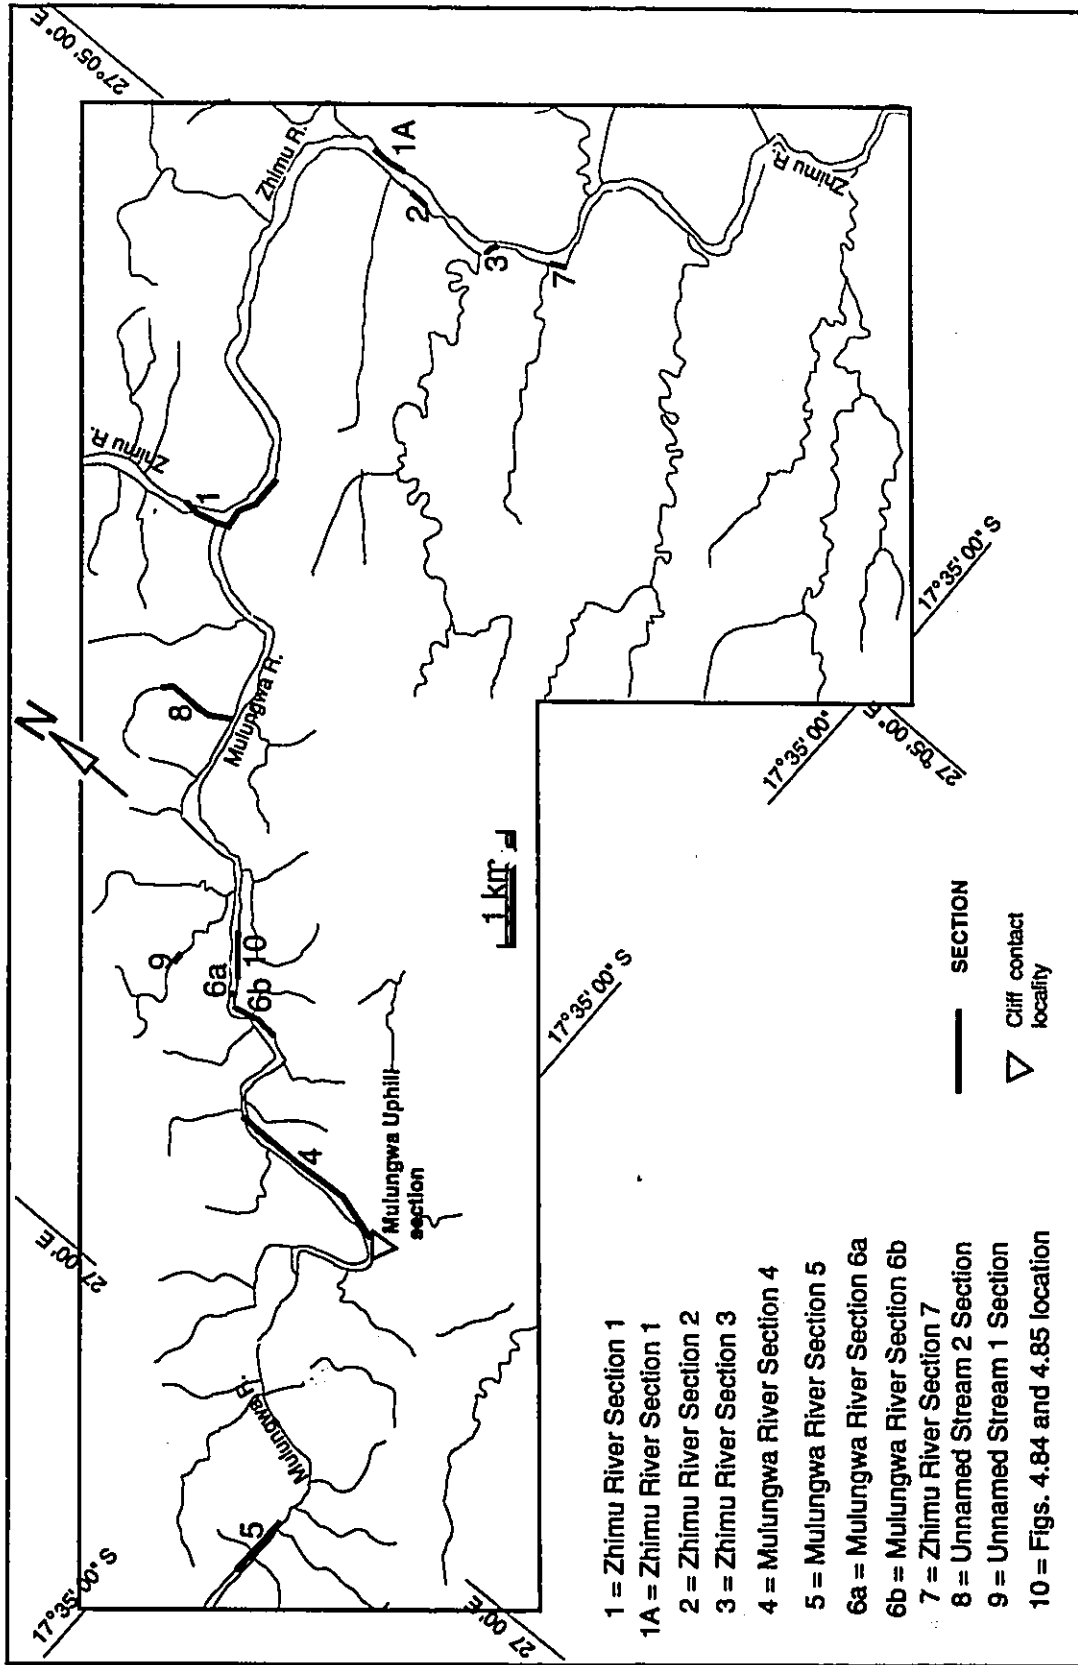 27°05' 00" E
Zhimu R.
1A
2
3
7
Zhimu R.
Zhimu R.
1
N
8
Mulungwa R.
9
6a
10
6b
4
Mulungwa Uphill
section
27 00' E
Mulungwa R.
5
17°35' 00" S
27 00' E
1 km
17°35' 00" S
17°35' 00"
27°05' 00" E
17°35' 00" S
1 = Zhimu River Section 1
1A = Zhimu River Section 1
2 = Zhimu River Section 2
3 = Zhimu River Section 3
4 = Mulungwa River Section 4
5 = Mulungwa River Section 5
6a = Mulungwa River Section 6a
6b = Mulungwa River Section 6b
7 = Zhimu River Section 7
8 = Unnamed Stream 2 Section
9 = Unnamed Stream 1 Section
10 = Figs. 4.84 and 4.85 location
SECTION
Cliff contact
locality